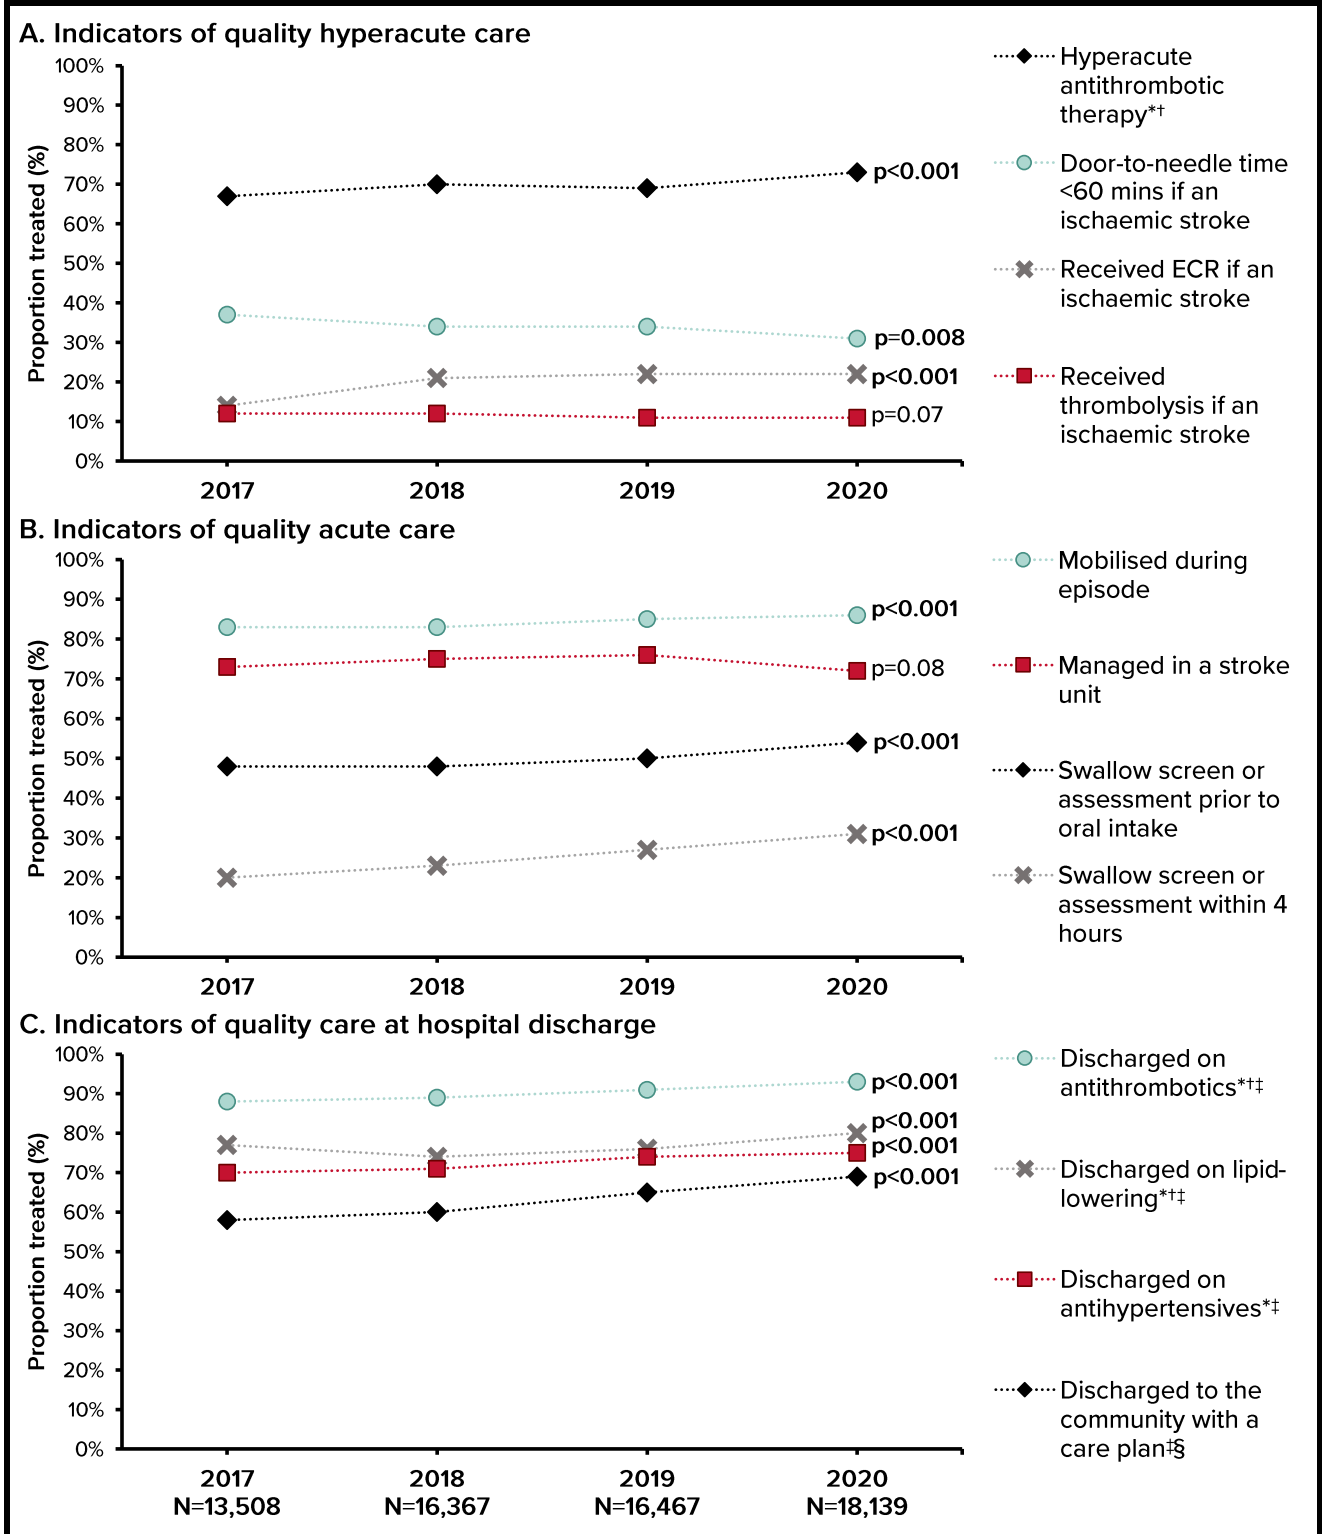 A. Indicators of quality hyperacute care
Proportion treated (%)
100%
90%
80%
70%
60%
50%
40%
30%
20%
10%
0%
p<0.001
p=0.008
p<0.001
p=0.07
2017 2018 2019 2020
Hyperacute
antithrombotic
therapy*†
Door-to-needle time
<60 mins if an
ischaemic stroke
Received ECR if an
ischaemic stroke
Received
thrombolysis if an
ischaemic stroke
B. Indicators of quality acute care
Proportion treated (%)
100%
90%
80%
70%
60%
50%
40%
30%
20%
10%
0%
p<0.001
p=0.08
p<0.001
p<0.001
2017 2018 2019 2020
Mobilised during
episode
Managed in a stroke
unit
Swallow screen or
assessment prior to
oral intake
Swallow screen or
assessment within 4
hours
C. Indicators of quality care at hospital discharge
Proportion treated (%)
100%
90%
80%
70%
60%
50%
40%
30%
20%
10%
0%
p<0.001
p<0.001
p<0.001
p<0.001
2017 2018 2019 2020
N=13,508 N=16,367 N=16,467 N=18,139
Discharged on
antithrombotics*†‡
Discharged on lipid-
lowering*†‡
Discharged on
antihypertensives*‡
Discharged to the
community with a
care plan‡§